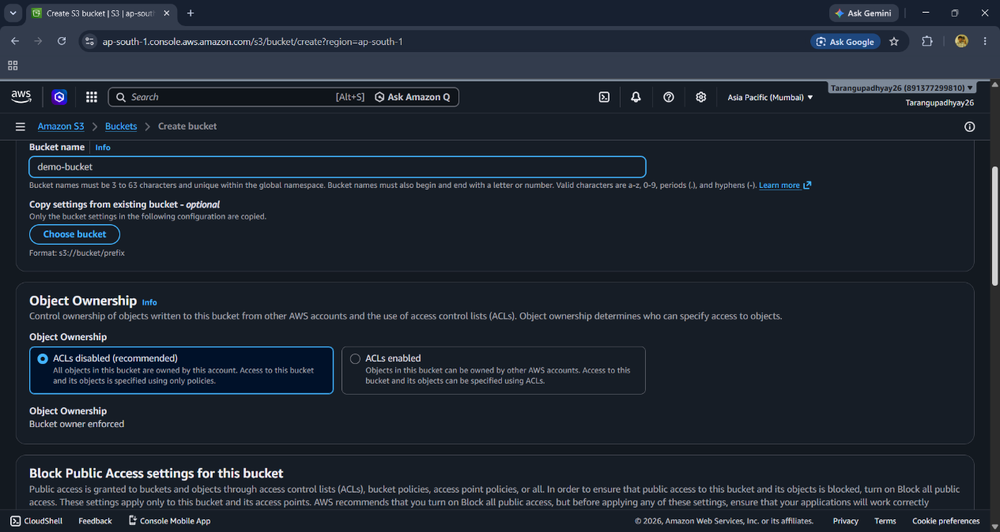 Create S3 bucket | S3 | ap-sout
Ask Gemini
ap-south-1.console.aws.amazon.com/s3/bucket/create?region=ap-south-1
Ask Google
aws
Search
[Alt+S]
Ask Amazon Q
Asia Pacific (Mumbai)
Tarangupadhyay26 (891377299810)
Tarangupadhyay26
Amazon S3
Buckets
Create bucket
Bucket name
Info
demo-bucket
Bucket names must be 3 to 63 characters and unique within the global namespace. Bucket names must also begin and end with a letter or number. Valid characters are a-z, 0-9, periods (.), and hyphens (-). Learn more
Copy settings from existing bucket - optional
Only the bucket settings in the following configuration are copied.
Choose bucket
Format: s3://bucket/prefix
Object Ownership Info
Control ownership of objects written to this bucket from other AWS accounts and the use of access control lists (ACLs). Object ownership determines who can specify access to objects.
Object Ownership
ACLs disabled (recommended)
All objects in this bucket are owned by this account. Access to this bucket
and its objects is specified using only policies.
ACLs enabled
Objects in this bucket can be owned by other AWS accounts. Access to this
bucket and its objects can be specified using ACLs.
Object Ownership
Bucket owner enforced
Block Public Access settings for this bucket
Public access is granted to buckets and objects through access control lists (ACLs), bucket policies, access point policies, or all. In order to ensure that public access to this bucket and its objects is blocked, turn on Block all public
access. These settings apply only to this bucket and its access points. AWS recommends that you turn on Block all public access, but before applying any of these settings, ensure that your applications will work correctly
CloudShell
Feedback
Console Mobile App
© 2026, Amazon Web Services, Inc. or its affiliates.
Privacy
Terms
Cookie preferences